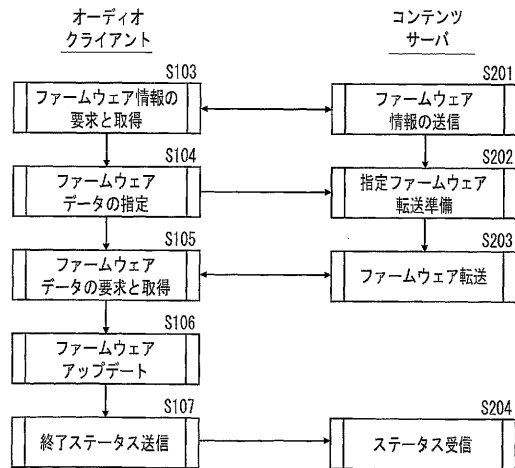 オーディオ
クライアント
コンテンツ
サーバ
S103
ファームウェア情報の
要求と取得
S201
ファームウェア
情報の送信
S104
ファームウェア
データの指定
S202
指定ファームウェア
転送準備
S105
ファームウェア
データの要求と取得
S203
ファームウェア転送
S106
ファームウェア
アップデート
S107
終了ステータス送信
S204
ステータス受信